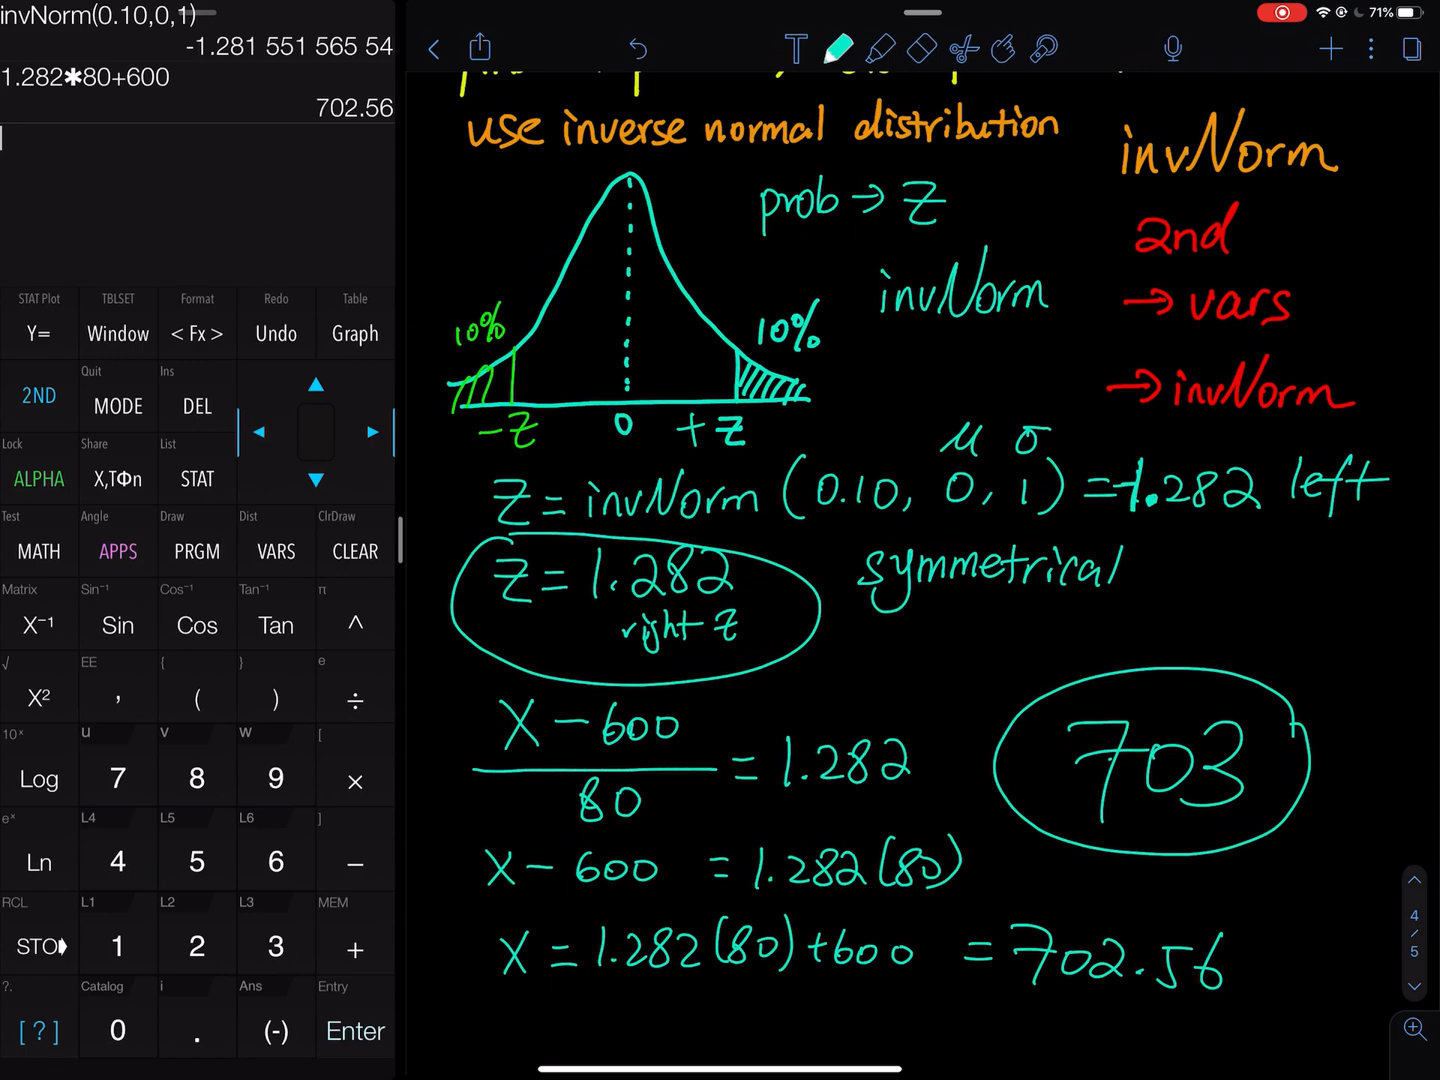 invNorm(0.10,0,1)
-1.281 551 565 54
1.282✱80+600
702.56
STAT Plot TBLSET Format Redo Table
Y= Window < Fx > Undo Graph
Quit Ins
2ND MODE DEL
Lock Share List
ALPHA X,TΦn STAT
Test Angle Draw Dist ClrDraw
MATH APPS PRGM VARS CLEAR
Matrix Sin⁻¹ Cos⁻¹ Tan⁻¹ π
X⁻¹ Sin Cos Tan ^
√ EE { } e
X² , ( ) ÷
10ˣ u v w [
Log 7 8 9 ×
eˣ L4 L5 L6 ]
Ln 4 5 6 −
RCL L1 L2 L3 MEM
STO 1 2 3 +
?. Catalog i Ans Entry
[ ? ] 0 . (-) Enter
71%
T
use inverse normal distribution
invNorm
prob → Z
2nd
invNorm
→ vars
→ invNorm
10%
10%
-Z 0 +Z
μ σ
Z = invNorm (0.10, 0, 1) = -1.282 left
Z = 1.282
right Z
symmetrical
X - 600
80
= 1.282
703
X - 600 = 1.282(80)
X = 1.282(80)+600 = 702.56
4
/
5